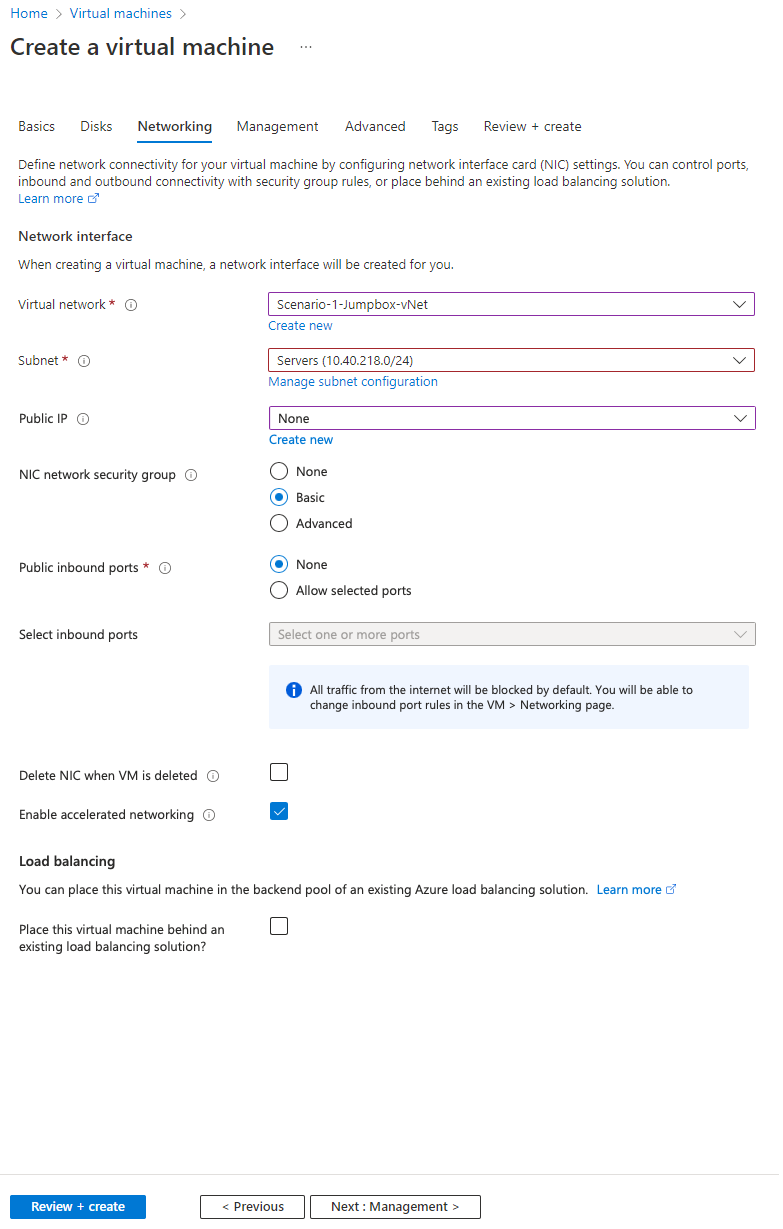 Home > Virtual machines >
Create a virtual machine ...
Basics Disks Networking Management Advanced Tags Review + create
Define network connectivity for your virtual machine by configuring network interface card (NIC) settings. You can control ports,
inbound and outbound connectivity with security group rules, or place behind an existing load balancing solution.
Learn more
Network interface
When creating a virtual machine, a network interface will be created for you.
Virtual network * Scenario-1-Jumpbox-vNet
Create new
Subnet * Servers (10.40.218.0/24)
Manage subnet configuration
Public IP None
Create new
NIC network security group None
Basic
Advanced
Public inbound ports * None
Allow selected ports
Select inbound ports Select one or more ports
All traffic from the internet will be blocked by default. You will be able to
change inbound port rules in the VM > Networking page.
Delete NIC when VM is deleted
Enable accelerated networking
Load balancing
You can place this virtual machine in the backend pool of an existing Azure load balancing solution. Learn more
Place this virtual machine behind an
existing load balancing solution?
Review + create < Previous Next : Management >